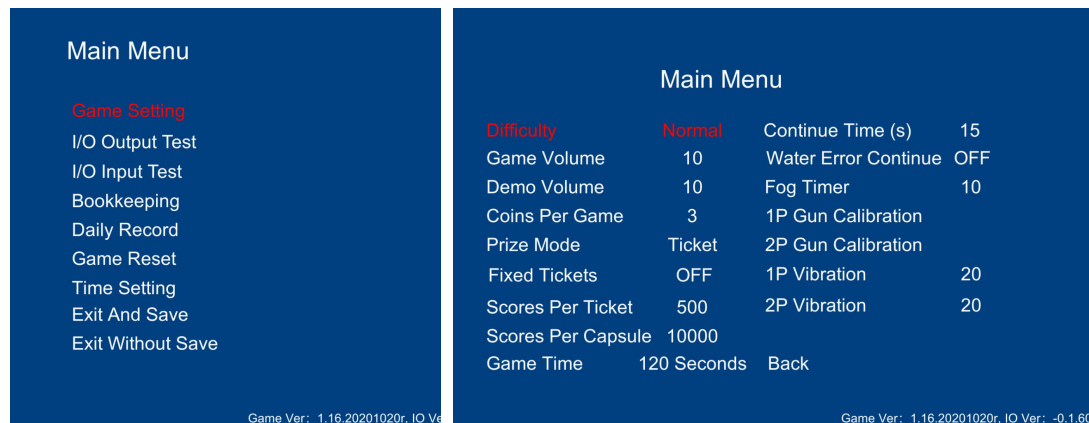 Main Menu
Game Setting
I/O Output Test
I/O Input Test
Bookkeeping
Daily Record
Game Reset
Time Setting
Exit And Save
Exit Without Save
Game Ver: 1.16.20201020r, IO Ve
Main Menu
Difficulty Normal Continue Time (s) 15
Game Volume 10 Water Error Continue OFF
Demo Volume 10 Fog Timer 10
Coins Per Game 3 1P Gun Calibration
Prize Mode Ticket 2P Gun Calibration
Fixed Tickets OFF 1P Vibration 20
Scores Per Ticket 500 2P Vibration 20
Scores Per Capsule 10000
Game Time 120 Seconds Back
Game Ver: 1.16.20201020r, IO Ver: -0.1.60